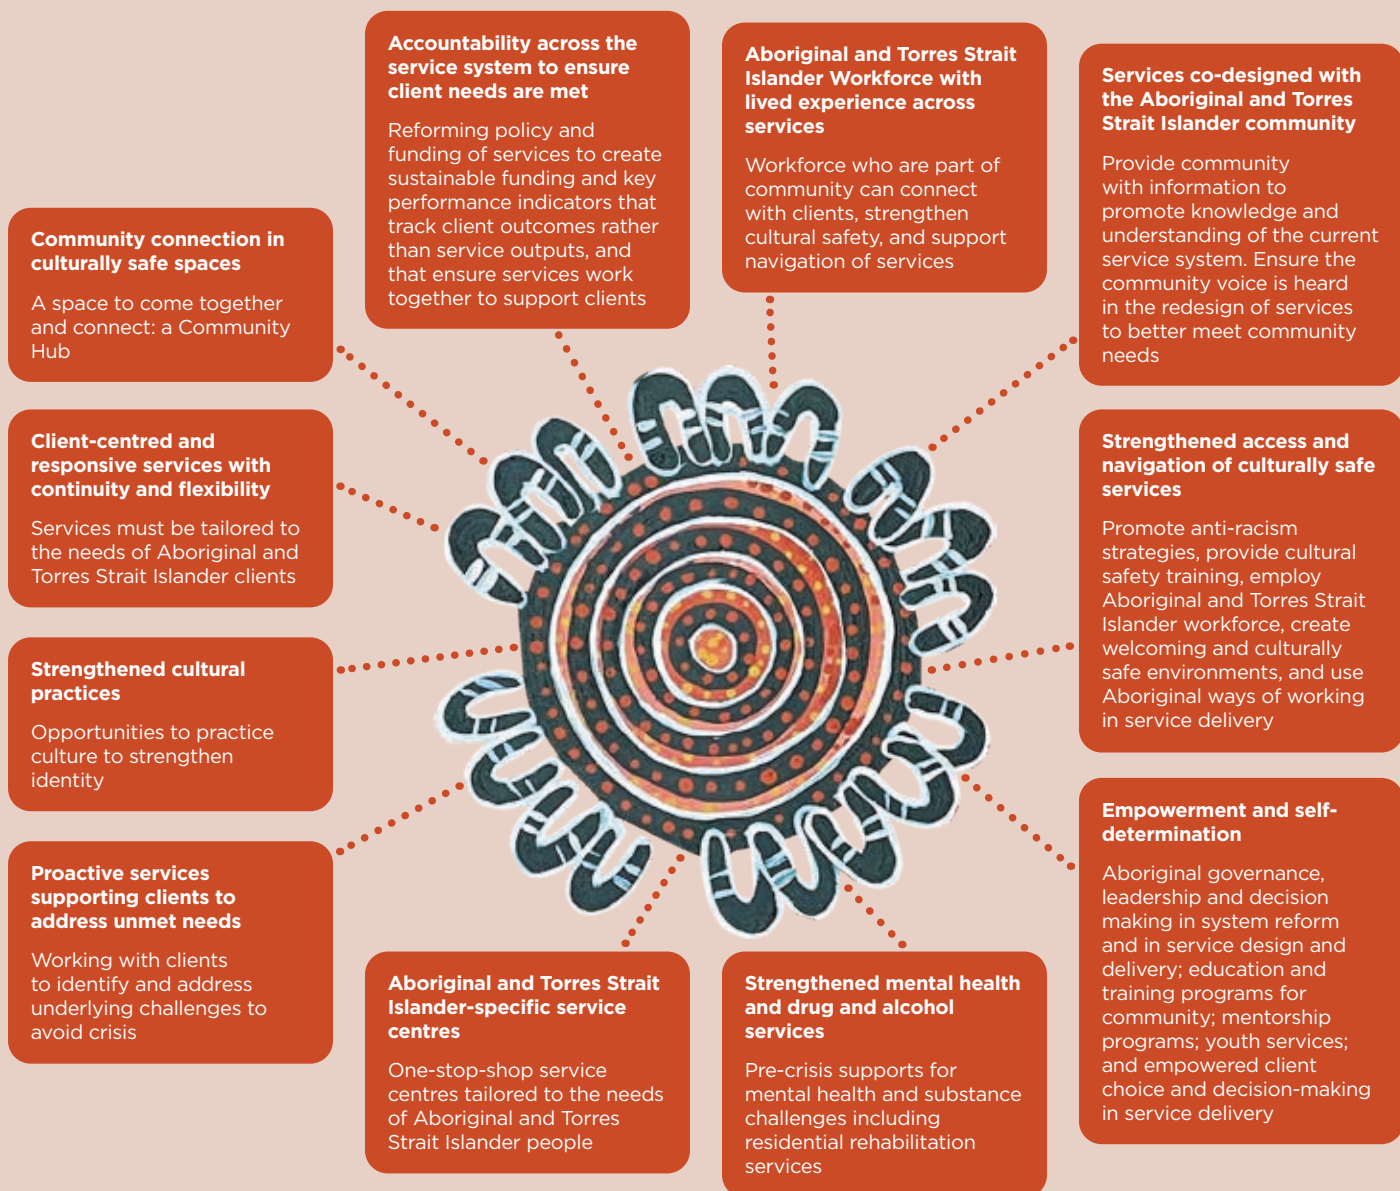 Accountability across the
service system to ensure
client needs are met
Reforming policy and
funding of services to create
sustainable funding and key
performance indicators that
track client outcomes rather
than service outputs, and
that ensure services work
together to support clients
Aboriginal and Torres Strait
Islander Workforce with
lived experience across
services
Workforce who are part of
community can connect
with clients, strengthen
cultural safety, and support
navigation of services
Services co-designed with
the Aboriginal and Torres
Strait Islander community
Provide community
with information to
promote knowledge and
understanding of the current
service system. Ensure the
community voice is heard
in the redesign of services
to better meet community
needs
Community connection in
culturally safe spaces
A space to come together
and connect: a Community
Hub
Client-centred and
responsive services with
continuity and flexibility
Services must be tailored to
the needs of Aboriginal and
Torres Strait Islander clients
Strengthened access and
navigation of culturally safe
services
Promote anti-racism
strategies, provide cultural
safety training, employ
Aboriginal and Torres Strait
Islander workforce, create
welcoming and culturally
safe environments, and use
Aboriginal ways of working
in service delivery
Strengthened cultural
practices
Opportunities to practice
culture to strengthen
identity
Proactive services
supporting clients to
address unmet needs
Working with clients
to identify and address
underlying challenges to
avoid crisis
Empowerment and self-
determination
Aboriginal governance,
leadership and decision
making in system reform
and in service design and
delivery; education and
training programs for
community; mentorship
programs; youth services;
and empowered client
choice and decision-making
in service delivery
Aboriginal and Torres Strait
Islander-specific service
centres
One-stop-shop service
centres tailored to the needs
of Aboriginal and Torres
Strait Islander people
Strengthened mental health
and drug and alcohol
services
Pre-crisis supports for
mental health and substance
challenges including
residential rehabilitation
services